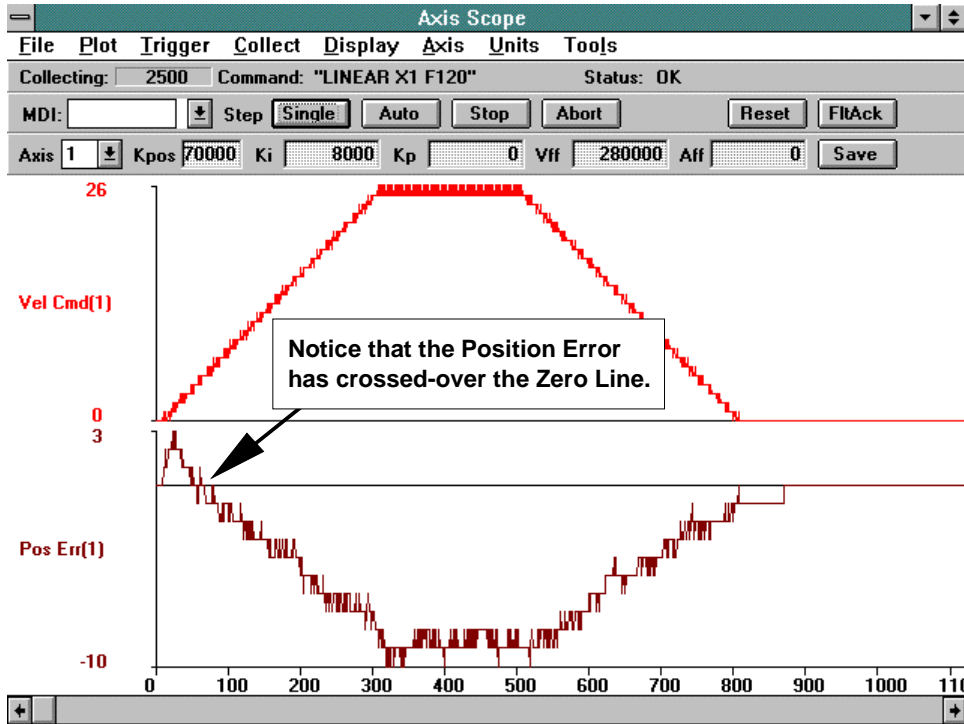 Axis Scope
File Plot Trigger Collect Display Axis Units Tools
Collecting: 2500 Command: "LINEAR X1 F120" Status: OK
MDI: Step Single Auto Stop Abort Reset FltAck
Axis 1 Kpos 70000 Ki 8000 Kp 0 Vff 280000 Aff 0 Save
26
Vel Cmd(1)
Notice that the Position Error
has crossed-over the Zero Line.
0
3
Pos Err(1)
-10
0 100 200 300 400 500 600 700 800 900 1000 110